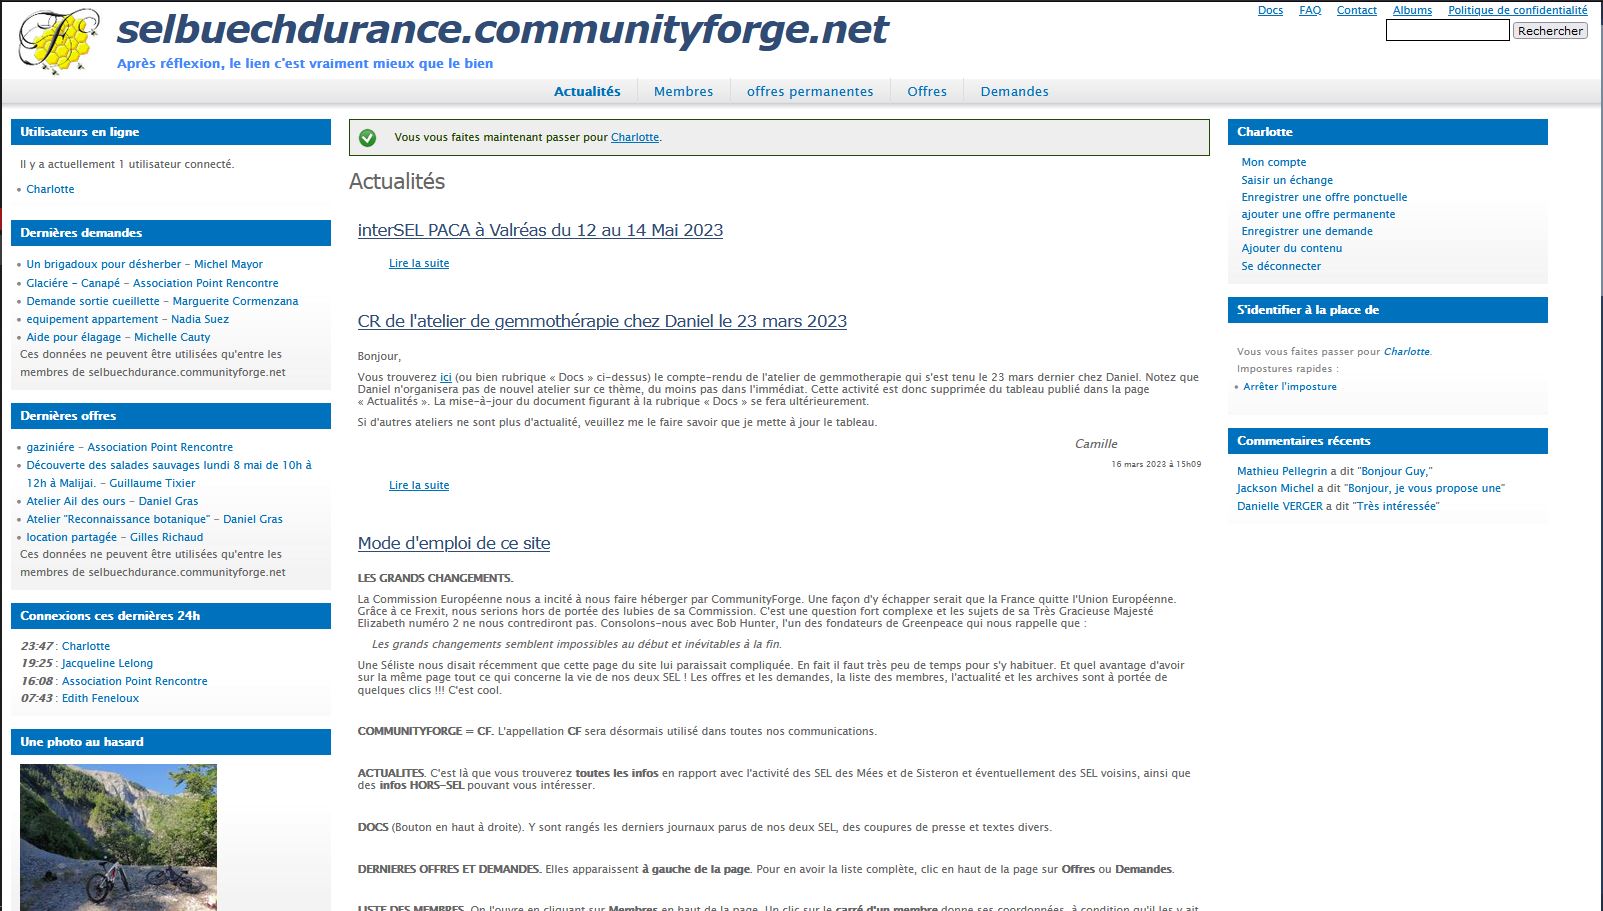 Docs FAQ Contact Albums Politique de confidentialité
selbuechdurance.communityforge.net
Après réflexion, le lien c'est vraiment mieux que le bien
Rechercher
Actualités Membres offres permanentes Offres Demandes
Utilisateurs en ligne
Il y a actuellement 1 utilisateur connecté.
Charlotte
Dernières demandes
Un brigadoux pour désherber - Michel Mayor
Glaciére - Canapé - Association Point Rencontre
Demande sortie cueillette - Marguerite Cormenzana
equipement appartement - Nadia Suez
Aide pour élagage - Michelle Cauty
Ces données ne peuvent être utilisées qu'entre les
membres de selbuechdurance.communityforge.net
Dernières offres
gaziniére - Association Point Rencontre
Découverte des salades sauvages lundi 8 mai de 10h à
12h à Malijai. - Guillaume Tixier
Atelier Ail des ours - Daniel Gras
Atelier "Reconnaissance botanique" - Daniel Gras
location partagée - Gilles Richaud
Ces données ne peuvent être utilisées qu'entre les
membres de selbuechdurance.communityforge.net
Connexions ces dernières 24h
23:47 : Charlotte
19:25 : Jacqueline Lelong
16:08 : Association Point Rencontre
07:43 : Edith Feneloux
Une photo au hasard
Vous vous faites maintenant passer pour Charlotte.
Actualités
interSEL PACA à Valréas du 12 au 14 Mai 2023
Lire la suite
CR de l'atelier de gemmothérapie chez Daniel le 23 mars 2023
Bonjour,
Vous trouverez ici (ou bien rubrique « Docs » ci-dessus) le compte-rendu de l'atelier de gemmotherapie qui s'est tenu le 23 mars dernier chez Daniel. Notez que
Daniel n'organisera pas de nouvel atelier sur ce thème, du moins pas dans l'immédiat. Cette activité est donc supprimée du tableau publié dans la page
« Actualités ». La mise-à-jour du document figurant à la rubrique « Docs » se fera ultérieurement.
Si d'autres ateliers ne sont plus d'actualité, veuillez me le faire savoir que je mette à jour le tableau.
Camille
16 mars 2023 à 15h09
Lire la suite
Mode d'emploi de ce site
LES GRANDS CHANGEMENTS.
La Commission Européenne nous a incité à nous faire héberger par CommunityForge. Une façon d'y échapper serait que la France quitte l'Union Européenne.
Grâce à ce Frexit, nous serions hors de portée des lubies de sa Commission. C'est une question fort complexe et les sujets de sa Très Gracieuse Majesté
Elizabeth numéro 2 ne nous contrediront pas. Consolons-nous avec Bob Hunter, l'un des fondateurs de Greenpeace qui nous rappelle que :
Les grands changements semblent impossibles au début et inévitables à la fin.
Une Séliste nous disait récemment que cette page du site lui paraissait compliquée. En fait il faut très peu de temps pour s'y habituer. Et quel avantage d'avoir
sur la même page tout ce qui concerne la vie de nos deux SEL ! Les offres et les demandes, la liste des membres, l'actualité et les archives sont à portée de
quelques clics !!! C'est cool.
COMMUNITYFORGE = CF. L'appellation CF sera désormais utilisé dans toutes nos communications.
ACTUALITES. C'est là que vous trouverez toutes les infos en rapport avec l'activité des SEL des Mées et de Sisteron et éventuellement des SEL voisins, ainsi que
des infos HORS-SEL pouvant vous intéresser.
DOCS (Bouton en haut à droite). Y sont rangés les derniers journaux parus de nos deux SEL, des coupures de presse et textes divers.
DERNIERES OFFRES ET DEMANDES. Elles apparaissent à gauche de la page. Pour en avoir la liste complète, clic en haut de la page sur Offres ou Demandes.
LISTE DES MEMBRES. On l'ouvre en cliquant sur Membres en haut de la page. Un clic sur le carré d'un membre donne ses coordonnées, à condition qu'il les y ait
Charlotte
Mon compte
Saisir un échange
Enregistrer une offre ponctuelle
ajouter une offre permanente
Enregistrer une demande
Ajouter du contenu
Se déconnecter
S'identifier à la place de
Vous vous faites passer pour Charlotte.
Impostures rapides :
Arrêter l'imposture
Commentaires récents
Mathieu Pellegrin a dit "Bonjour Guy,"
Jackson Michel a dit "Bonjour, je vous propose une"
Danielle VERGER a dit "Très intéressée"